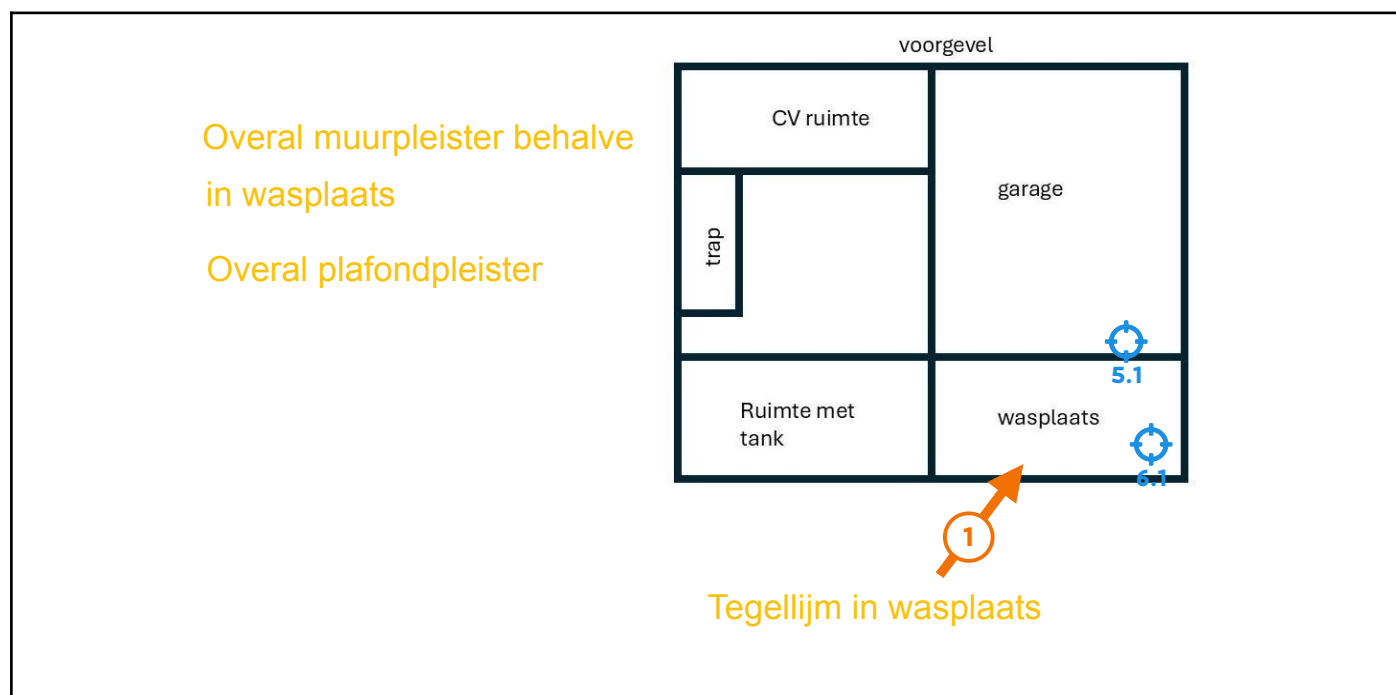 voorgevel
Overal muurpleister behalve
in wasplaats
Overal plafondpleister
CV ruimte
garage
trap
5.1
Ruimte met
tank
wasplaats
6.1
1
Tegellijm in wasplaats